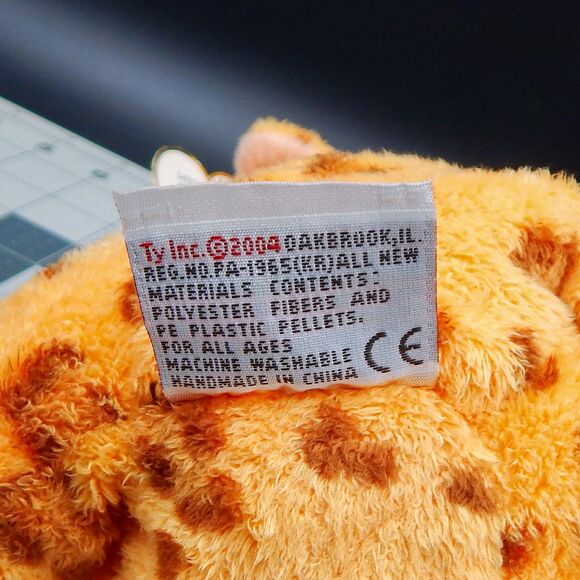 Ty Inc.©2004 OAKBROOK,IL.
REG.NO.PA-1965(KR)ALL NEW
MATERIALS CONTENTS:
POLYESTER FIBERS AND
PE PLASTIC PELLETS.
FOR ALL AGES
MACHINE WASHABLE
HANDMADE IN CHINA
CE